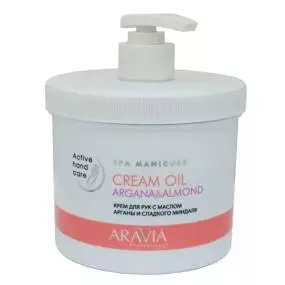 Active
hand
care
SPA MANICURE
CREAM OIL
ARGANA&ALMOND
КРЕМ ДЛЯ РУК С МАСЛОМ
АРГАНЫ И СЛАДКОГО МИНДАЛЯ
ARAVIA